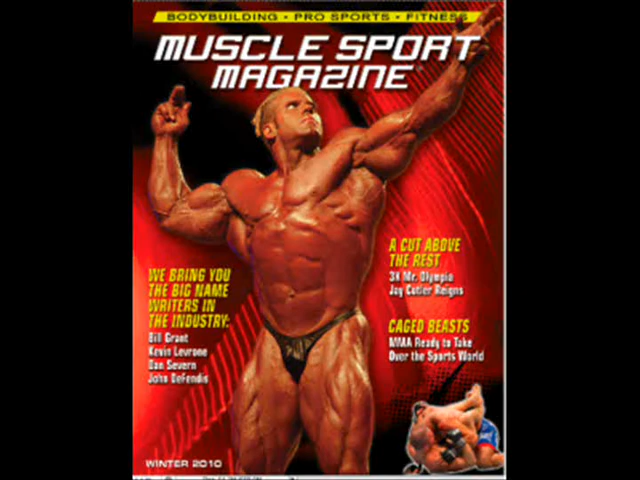 BODYBUILDING • PRO SPORTS • FITNESS
MUSCLE SPORT
MAGAZINE
A CUT ABOVE
THE REST
3X Mr. Olympia
Jay Cutler Reigns
WE BRING YOU
THE BIG NAME
WRITERS IN
THE INDUSTRY:
Bill Grant
Kevin Levrone
Dan Severn
John DeFendis
CAGED BEASTS
MMA Ready to Take
Over the Sports World
WINTER 2010